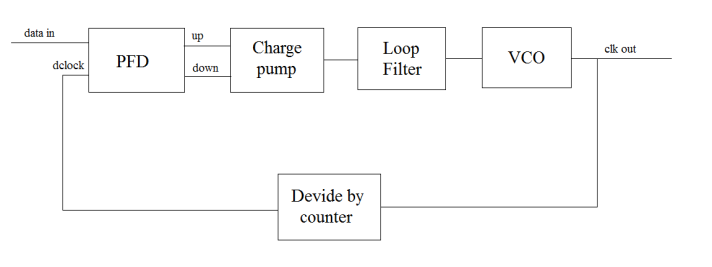 data in
dclock
PFD
up
down
Charge
pump
Loop
Filter
VCO
clk out
Devide by
counter